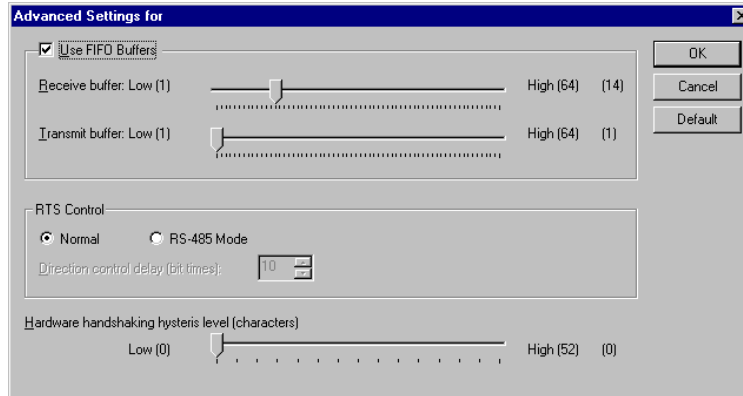 Advanced Settings for
Use FIFO Buffers
OK
Receive buffer: Low (1) High (64) (14)
Cancel
Default
Transmit buffer: Low (1) High (64) (1)
RTS Control
Normal RS-485 Mode
Direction control delay (bit times): 10
Hardware handshaking hysteris level (characters)
Low (0) High (52) (0)